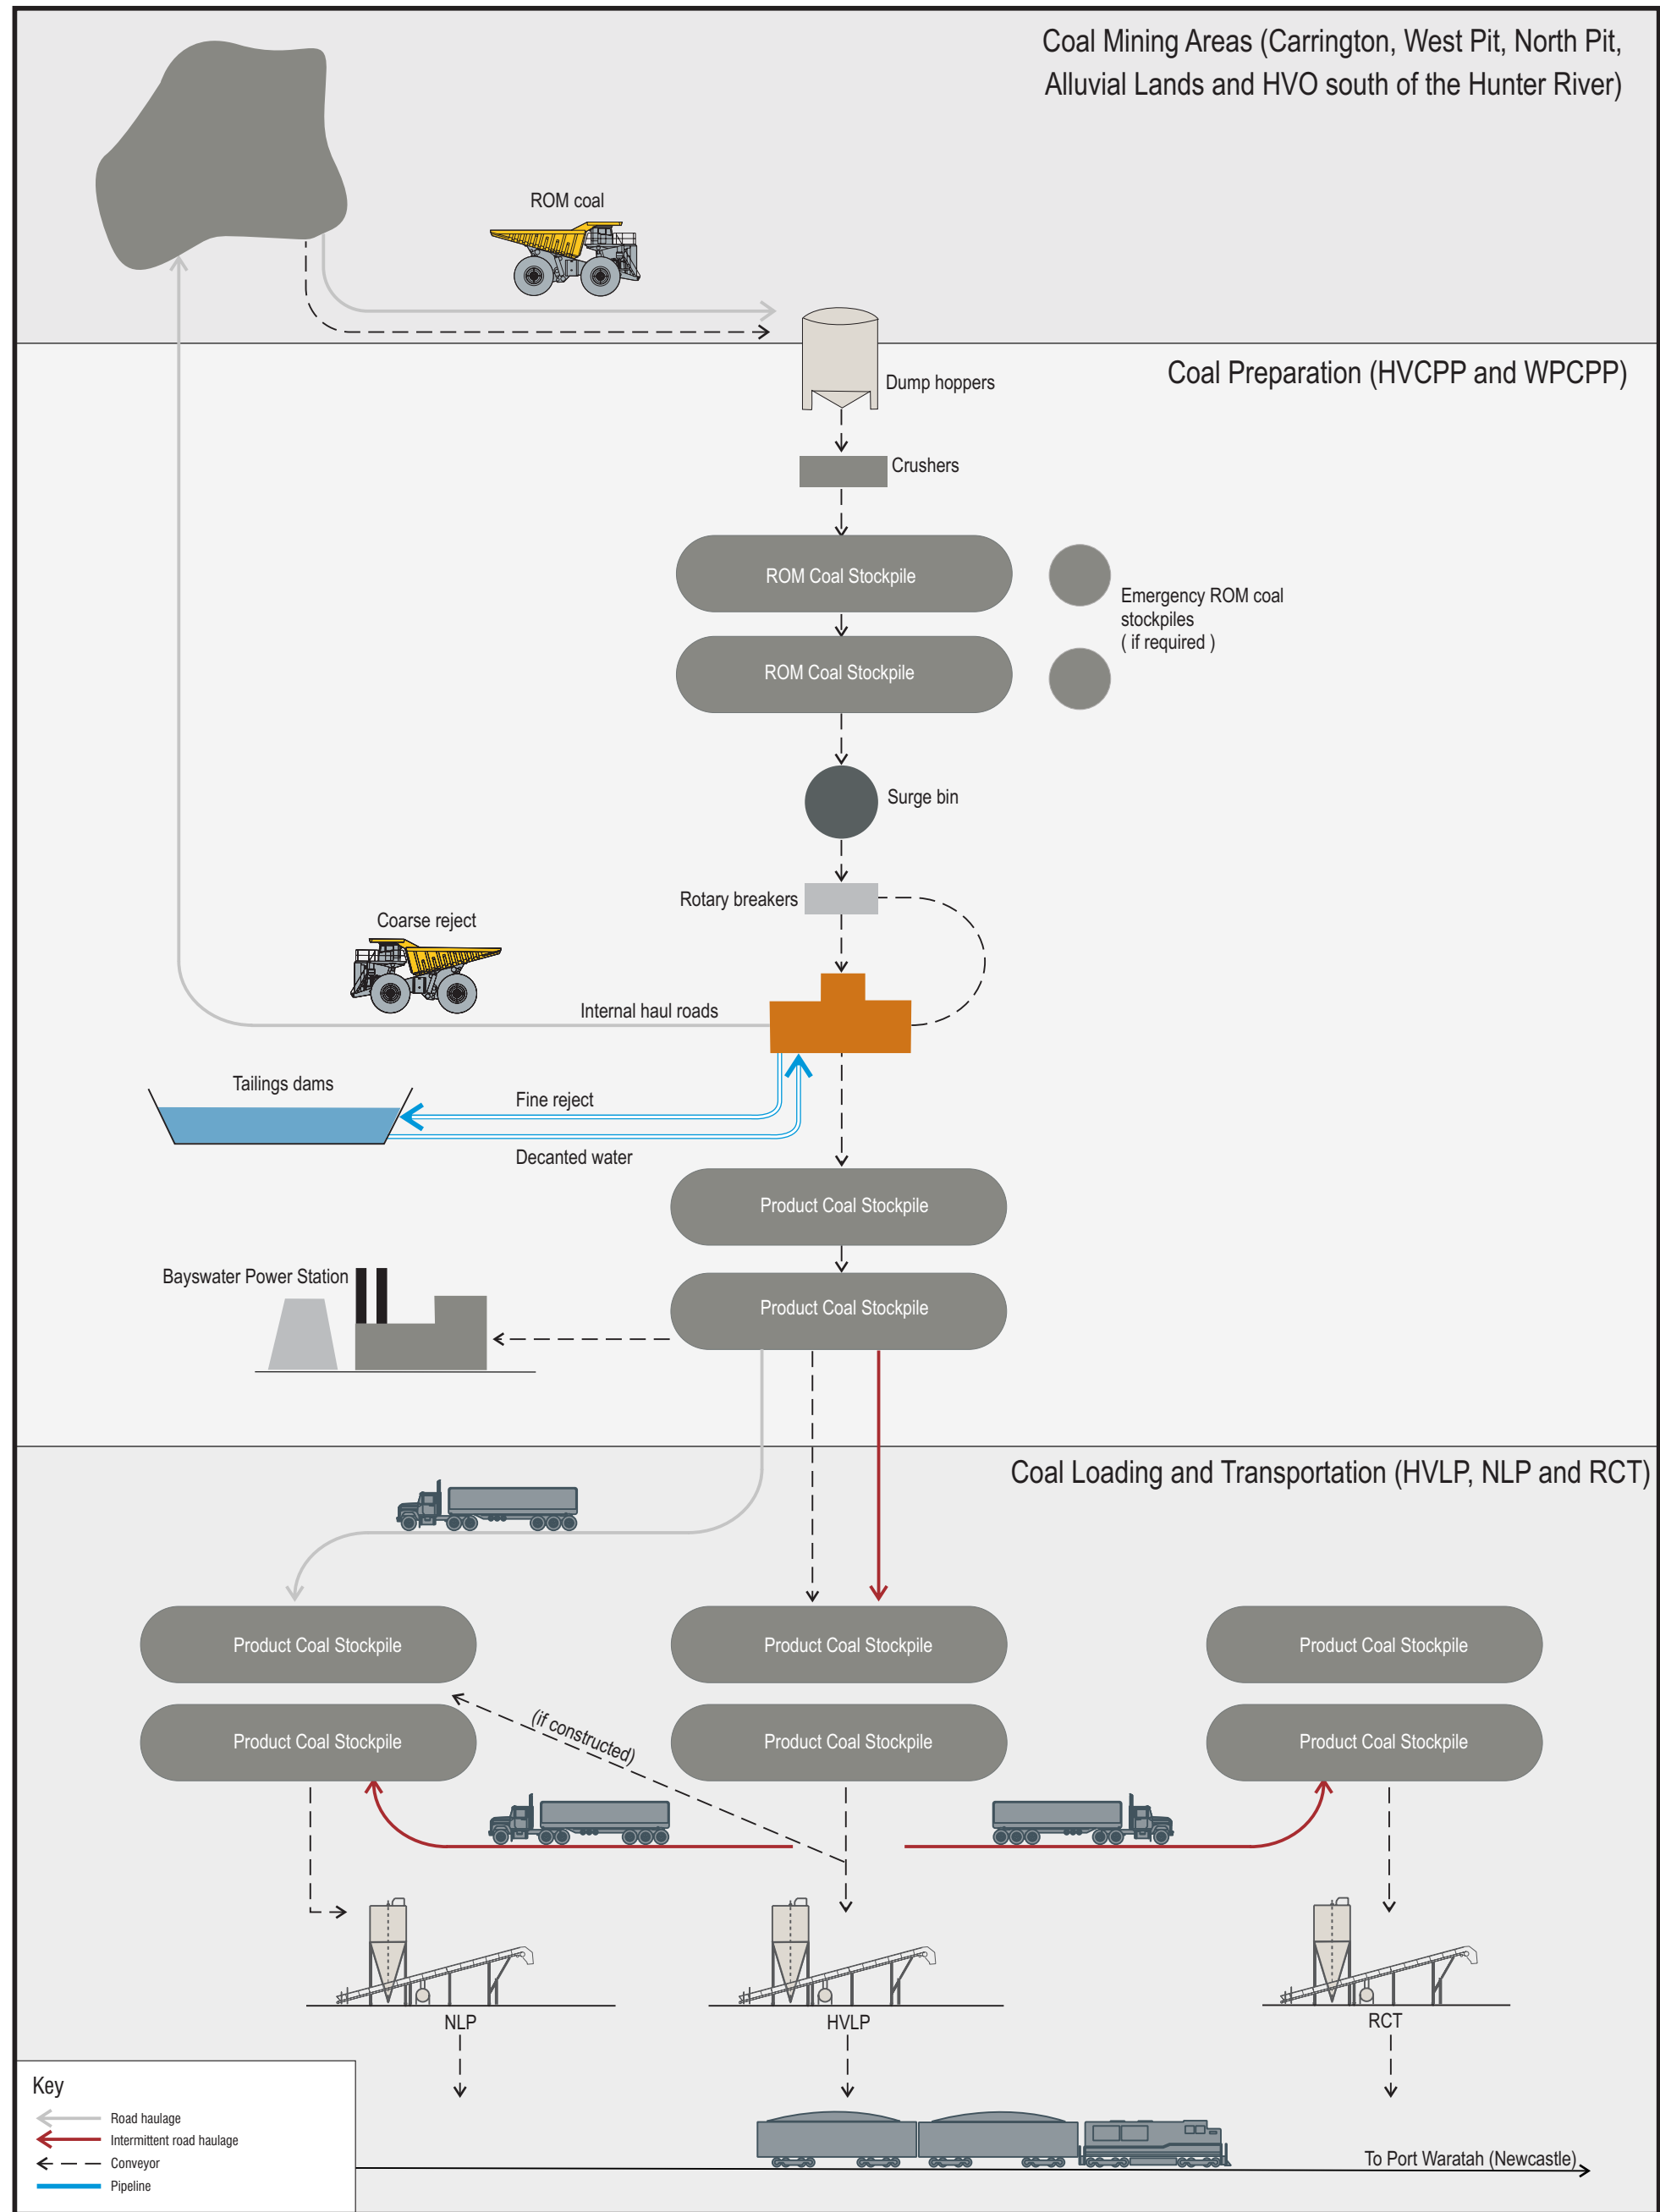 Coal Mining Areas (Carrington, West Pit, North Pit,
Alluvial Lands and HVO south of the Hunter River)
ROM coal
Coal Preparation (HVCPP and WPCPP)
Dump hoppers
Crushers
ROM Coal Stockpile
Emergency ROM coal
stockpiles
( if required )
ROM Coal Stockpile
Surge bin
Rotary breakers
Coarse reject
Internal haul roads
Tailings dams
Fine reject
Decanted water
Product Coal Stockpile
Bayswater Power Station
Product Coal Stockpile
Coal Loading and Transportation (HVLP, NLP and RCT)
Product Coal Stockpile
Product Coal Stockpile
Product Coal Stockpile
(if constructed)
Product Coal Stockpile
Product Coal Stockpile
Product Coal Stockpile
NLP
HVLP
RCT
Key
Road haulage
Intermittent road haulage
Conveyor
Pipeline
To Port Waratah (Newcastle)